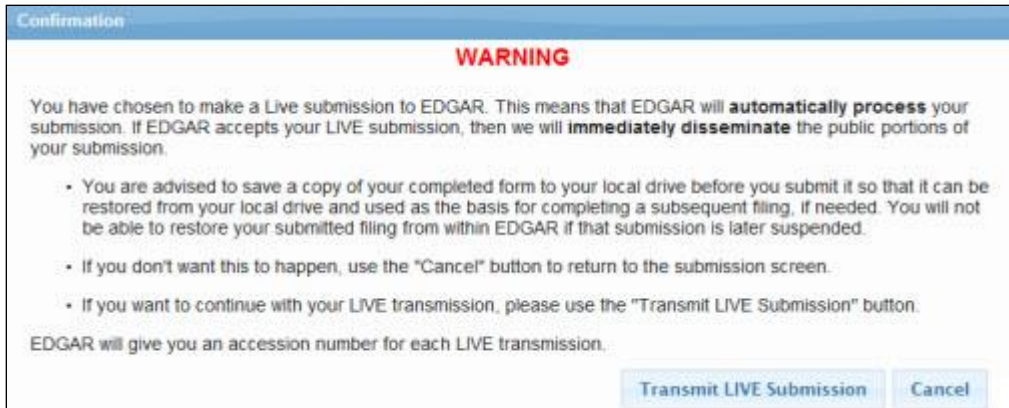 Confirmation
WARNING
You have chosen to make a Live submission to EDGAR. This means that EDGAR will automatically process your
submission. If EDGAR accepts your LIVE submission, then we will immediately disseminate the public portions of
your submission.
• You are advised to save a copy of your completed form to your local drive before you submit it so that it can be
restored from your local drive and used as the basis for completing a subsequent filing, if needed. You will not
be able to restore your submitted filing from within EDGAR if that submission is later suspended.
• If you don't want this to happen, use the "Cancel" button to return to the submission screen.
• If you want to continue with your LIVE transmission, please use the "Transmit LIVE Submission" button.
EDGAR will give you an accession number for each LIVE transmission.
Transmit LIVE Submission Cancel